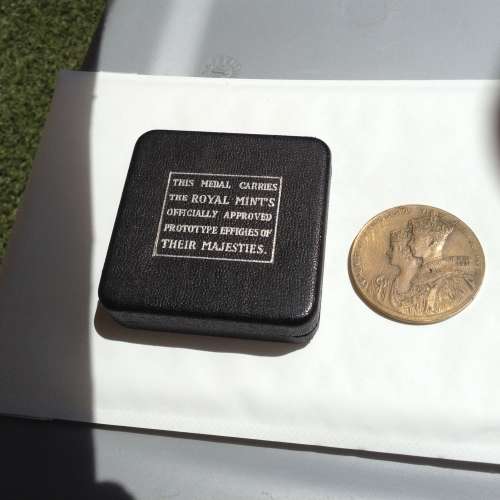 THIS MEDAL CARRIES
THE ROYAL MINT'S
OFFICIALLY APPROVED
PROTOTYPE EFFIGIES OF
THEIR MAJESTIES.